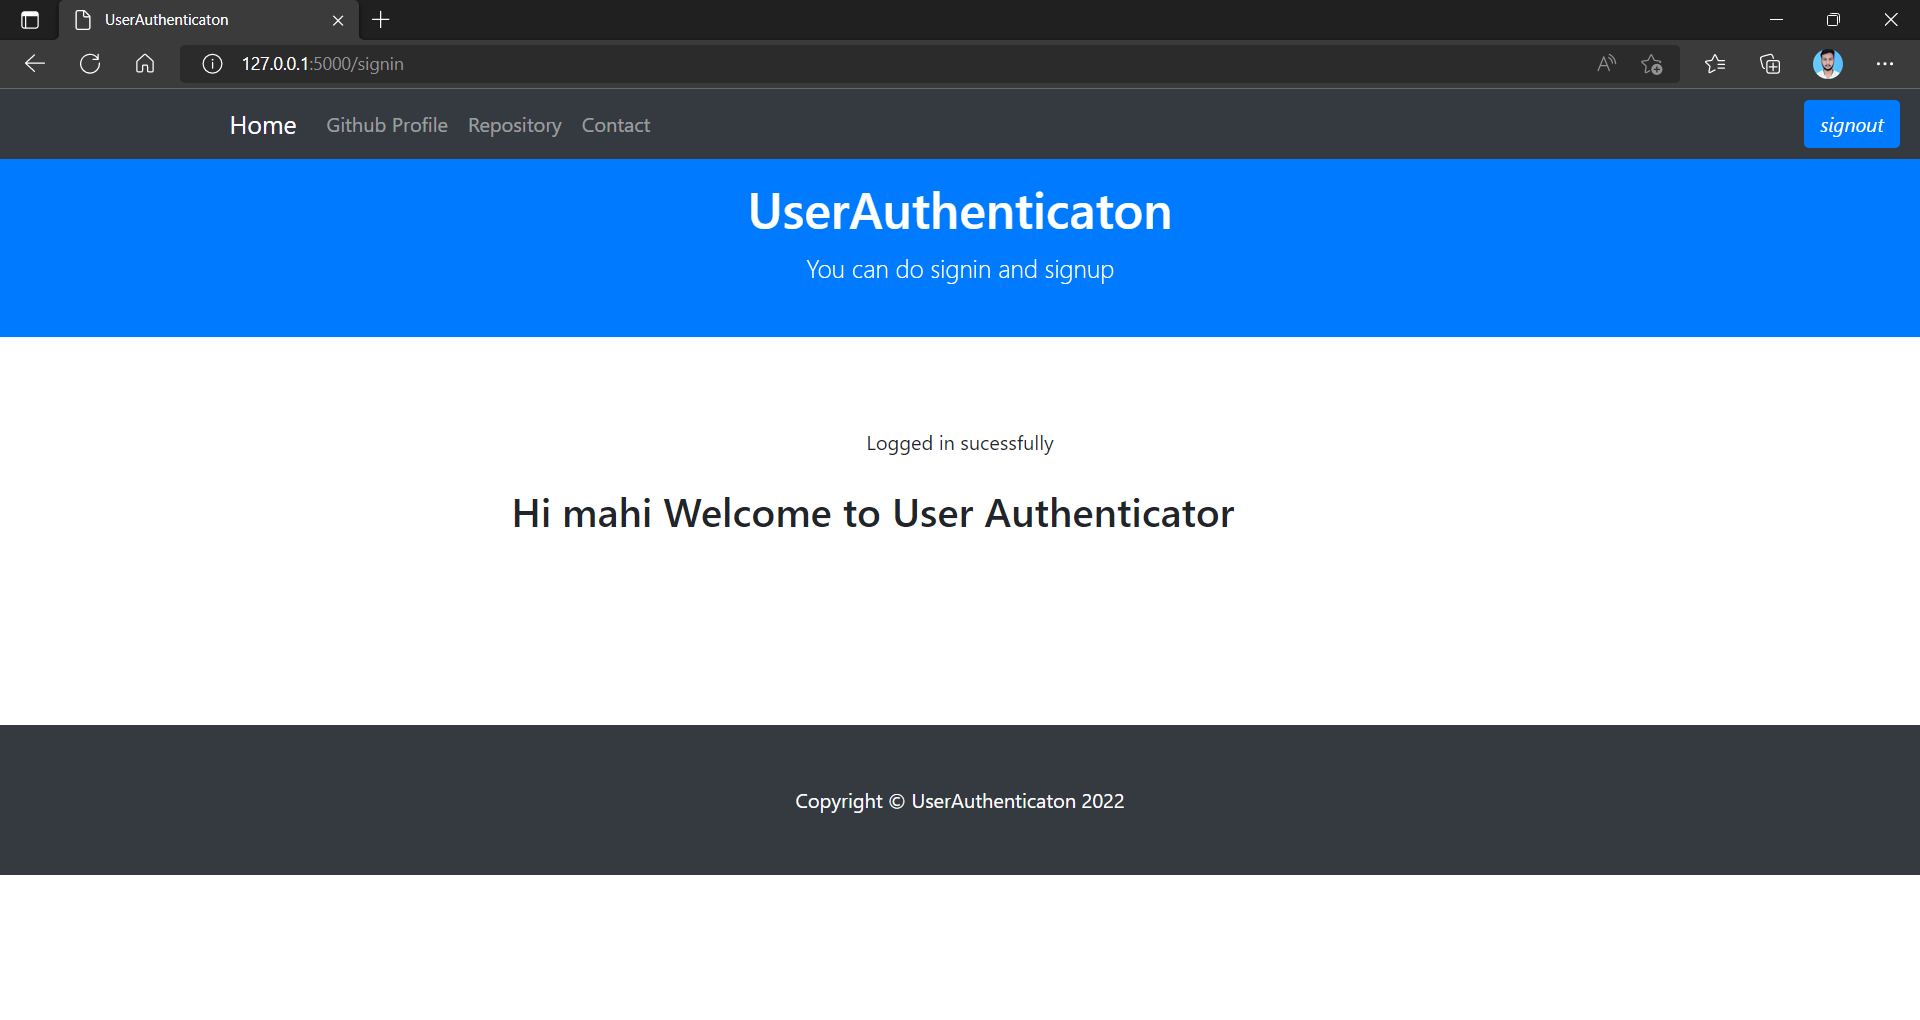 UserAuthenticaton
127.0.0.1:5000/signin
Home Github Profile Repository Contact signout
UserAuthenticaton
You can do signin and signup
Logged in sucessfully
Hi mahi Welcome to User Authenticator
Copyright © UserAuthenticaton 2022